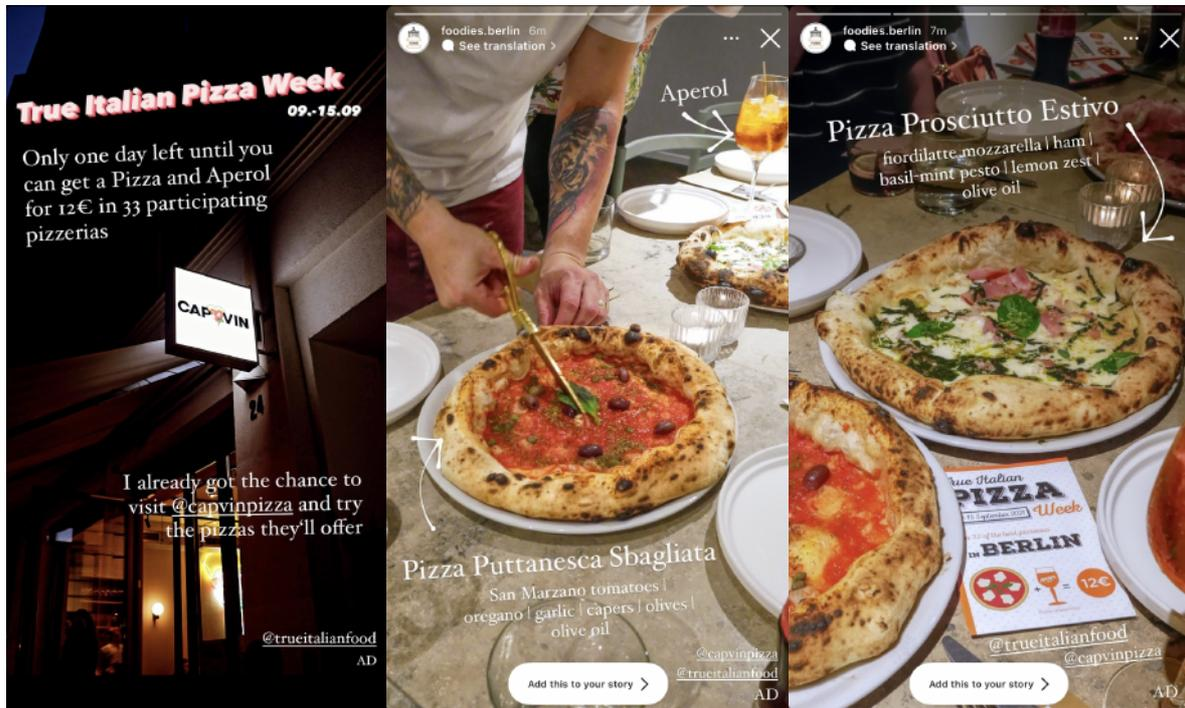 True Italian Pizza Week
09.-15.09
Only one day left until you
can get a Pizza and Aperol
for 12€ in 33 participating
pizzerias
CAPVIN
24
I already got the chance to
visit @capvinpizza and try
the pizzas they'll offer
@trueitalianfood
AD
foodies.berlin 6m
See translation >
Aperol
Pizza Puttanesca Sbagliata
San Marzano tomatoes |
oregano | garlic | capers | olives |
olive oil
@capvinpizza
@trueitalianfood
AD
Add this to your story >
foodies.berlin 7m
See translation >
Pizza Prosciutto Estivo
fiordilatte mozzarella | ham |
basil-mint pesto | lemon zest |
olive oil
True Italian
PIZZA
Week
IN BERLIN
+ = 12€
@trueitalianfood
@capvinpizza
AD
Add this to your story >